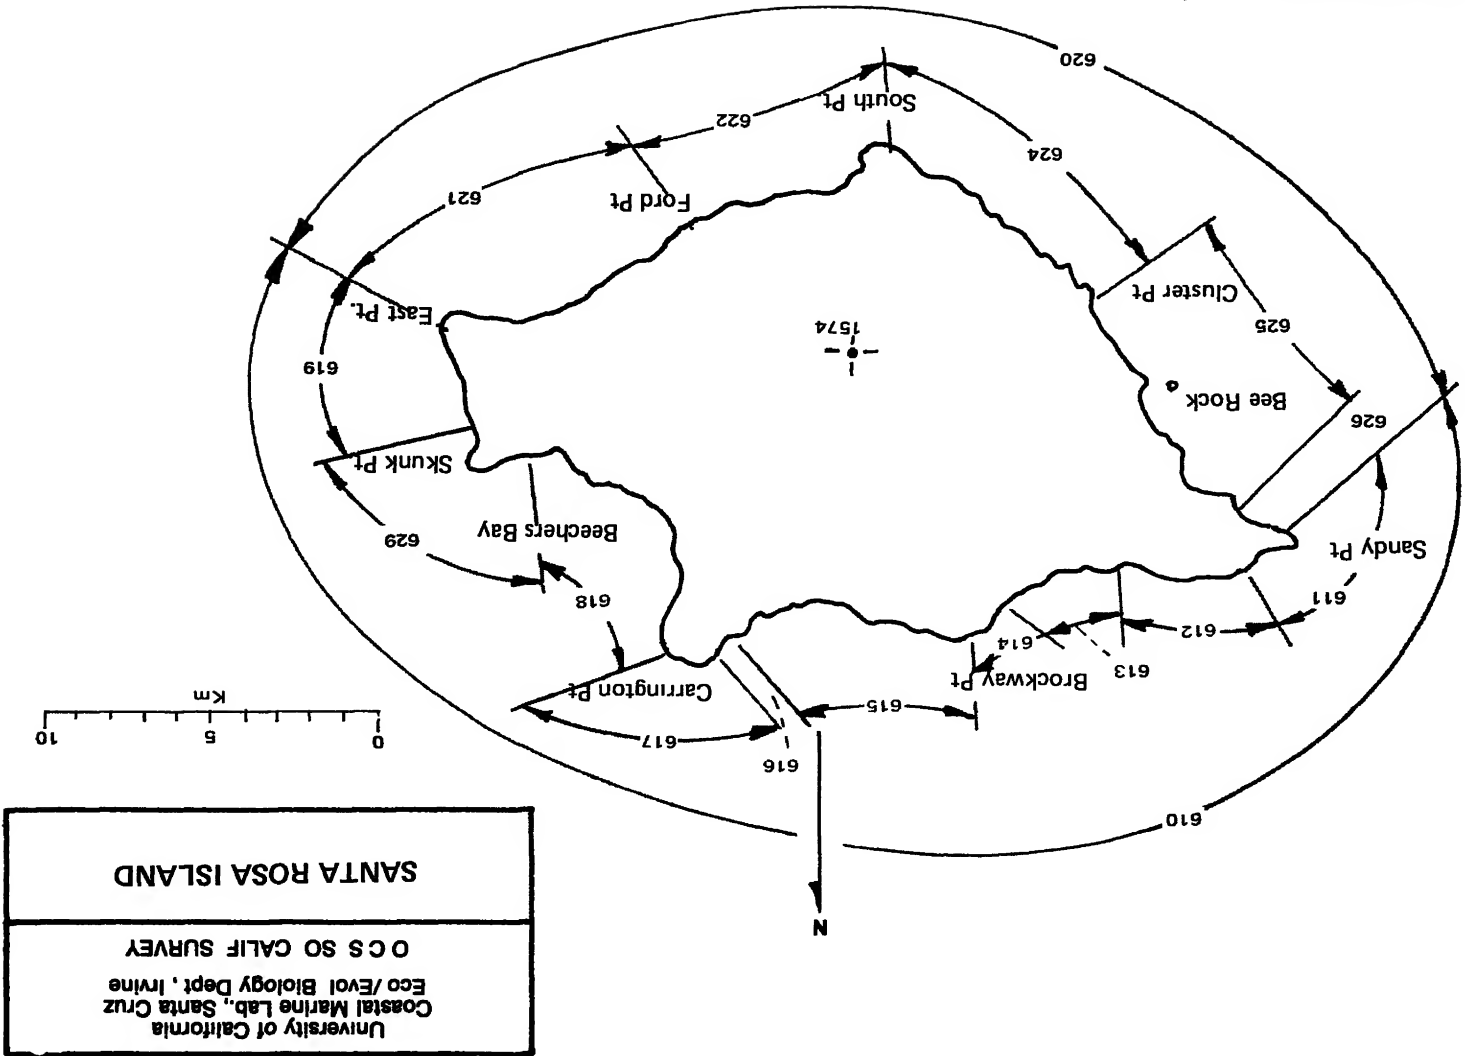 University of California
Coastal Marine Lab., Santa Cruz
Eco/Evol Biology Dept, Irvine
O C S SO CALIF SURVEY
SANTA ROSA ISLAND
N
610
616
617
0 5 10
Km
615
Brockway Pt
Carrington Pt
613
614
612
611
618
Sandy Pt
Beechers Bay
629
Skunk Pt
626
Bee Rock
619
1574
625
East Pt.
Cluster Pt
Ford Pt
621
624
622
South Pt.
620